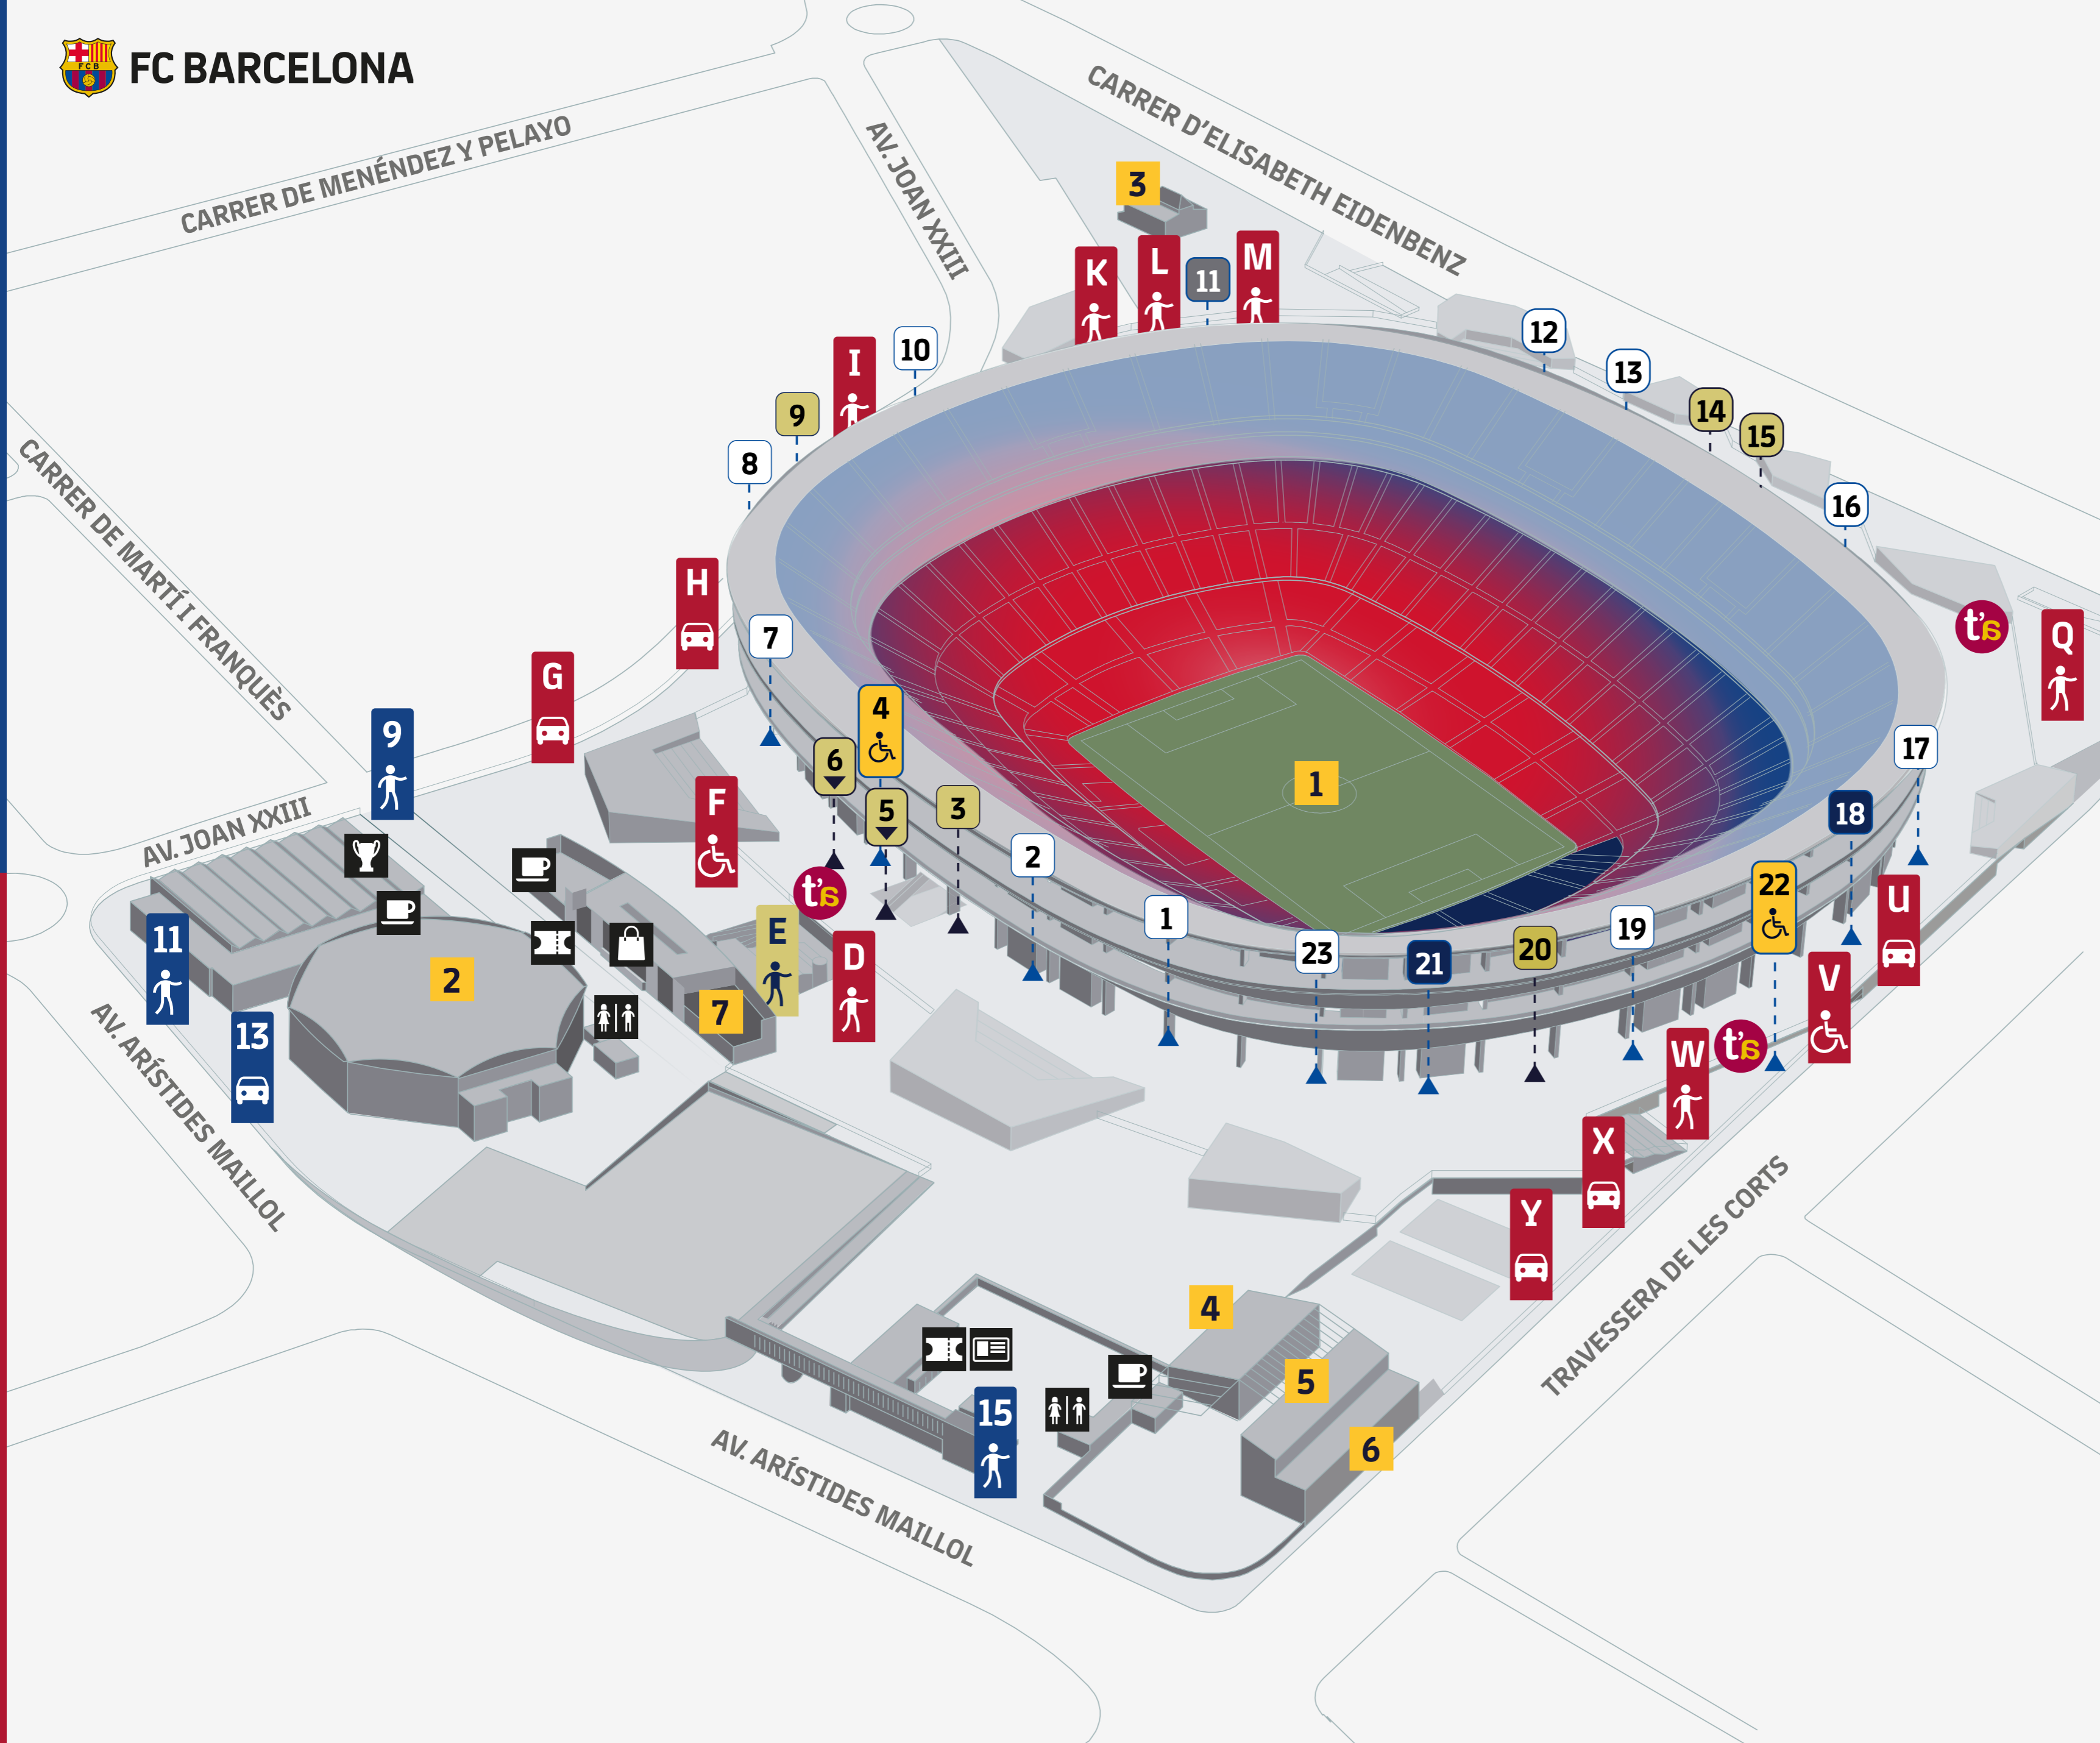 FCB
FC BARCELONA
CARRER DE MENÉNDEZ Y PELAYO
AV. JOAN XXIII
CARRER D'ELISABETH EIDENBENZ
3
K
L
11
M
12
13
14
15
16
10
I
9
8
H
7
G
CARRER DE MARTÍ I FRANQUÈS
9
4
6
5
3
2
1
1
23
21
20
19
22
18
17
t'a
Q
U
V
t'a
W
X
Y
F
t'a
E
D
AV. JOAN XXIII
11
13
2
7
AV. ARÍSTIDES MAILLOL
TRAVESSERA DE LES CORTS
4
5
6
15
AV. ARÍSTIDES MAILLOL